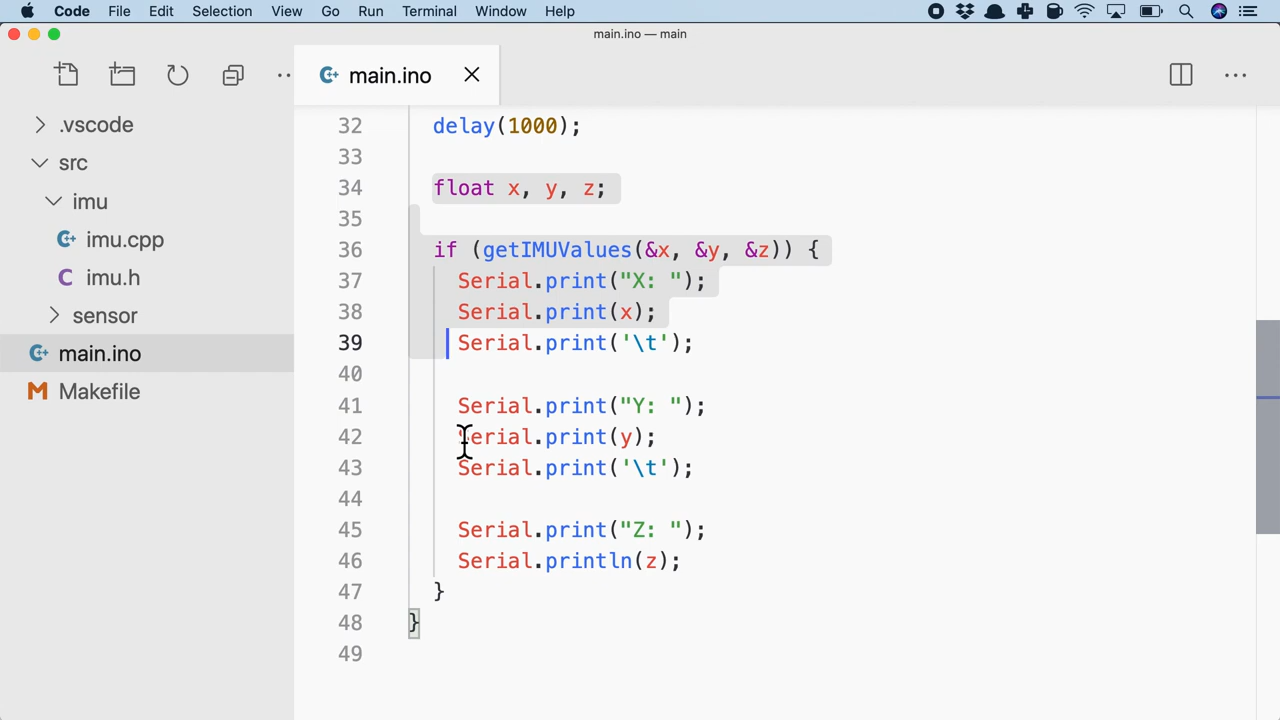 Code File Edit Selection View Go Run Terminal Window Help
main.ino — main
main.ino
.vscode
src
imu
imu.cpp
imu.h
sensor
main.ino
Makefile
32 delay(1000);
33
34 float x, y, z;
35
36 if (getIMUValues(&x, &y, &z)) {
37 Serial.print("X: ");
38 Serial.print(x);
39 Serial.print('\t');
40
41 Serial.print("Y: ");
42 Serial.print(y);
43 Serial.print('\t');
44
45 Serial.print("Z: ");
46 Serial.println(z);
47 }
48 }
49